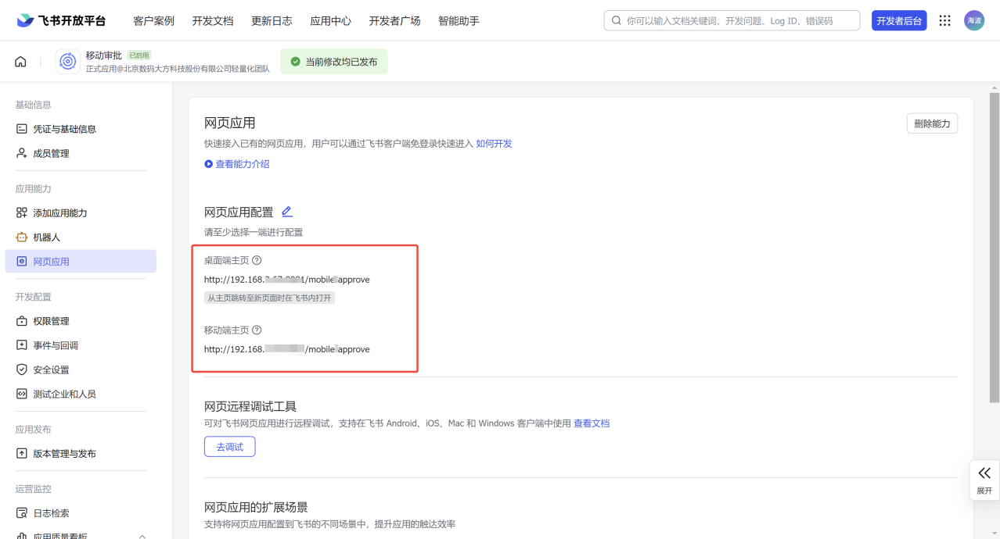 飞书开放平台
客户案例
开发文档
更新日志
应用中心
开发者广场
智能助手
你可以输入文档关键词、开发问题、Log ID、错误码
开发者后台
海波
移动审批
已启用
正式应用@北京数码大方科技股份有限公司轻量化团队
当前修改均已发布
基础信息
凭证与基础信息
成员管理
应用能力
添加应用能力
机器人
网页应用
开发配置
权限管理
事件与回调
安全设置
测试企业和人员
应用发布
版本管理与发布
运营监控
日志检索
应用质量看板
网页应用
删除能力
快速接入已有的网页应用，用户可以通过飞书客户端免登录快速进入 如何开发
查看能力介绍
网页应用配置
请至少选择一端进行配置
桌面端主页
http://192.168. /mobile approve
从主页跳转至新页面时在飞书内打开
移动端主页
http://192.168. /mobile approve
网页远程调试工具
可对飞书网页应用进行远程调试，支持在飞书 Android、iOS、Mac 和 Windows 客户端中使用 查看文档
去调试
网页应用的扩展场景
支持将网页应用配置到飞书的不同场景中，提升应用的触达效率
展开